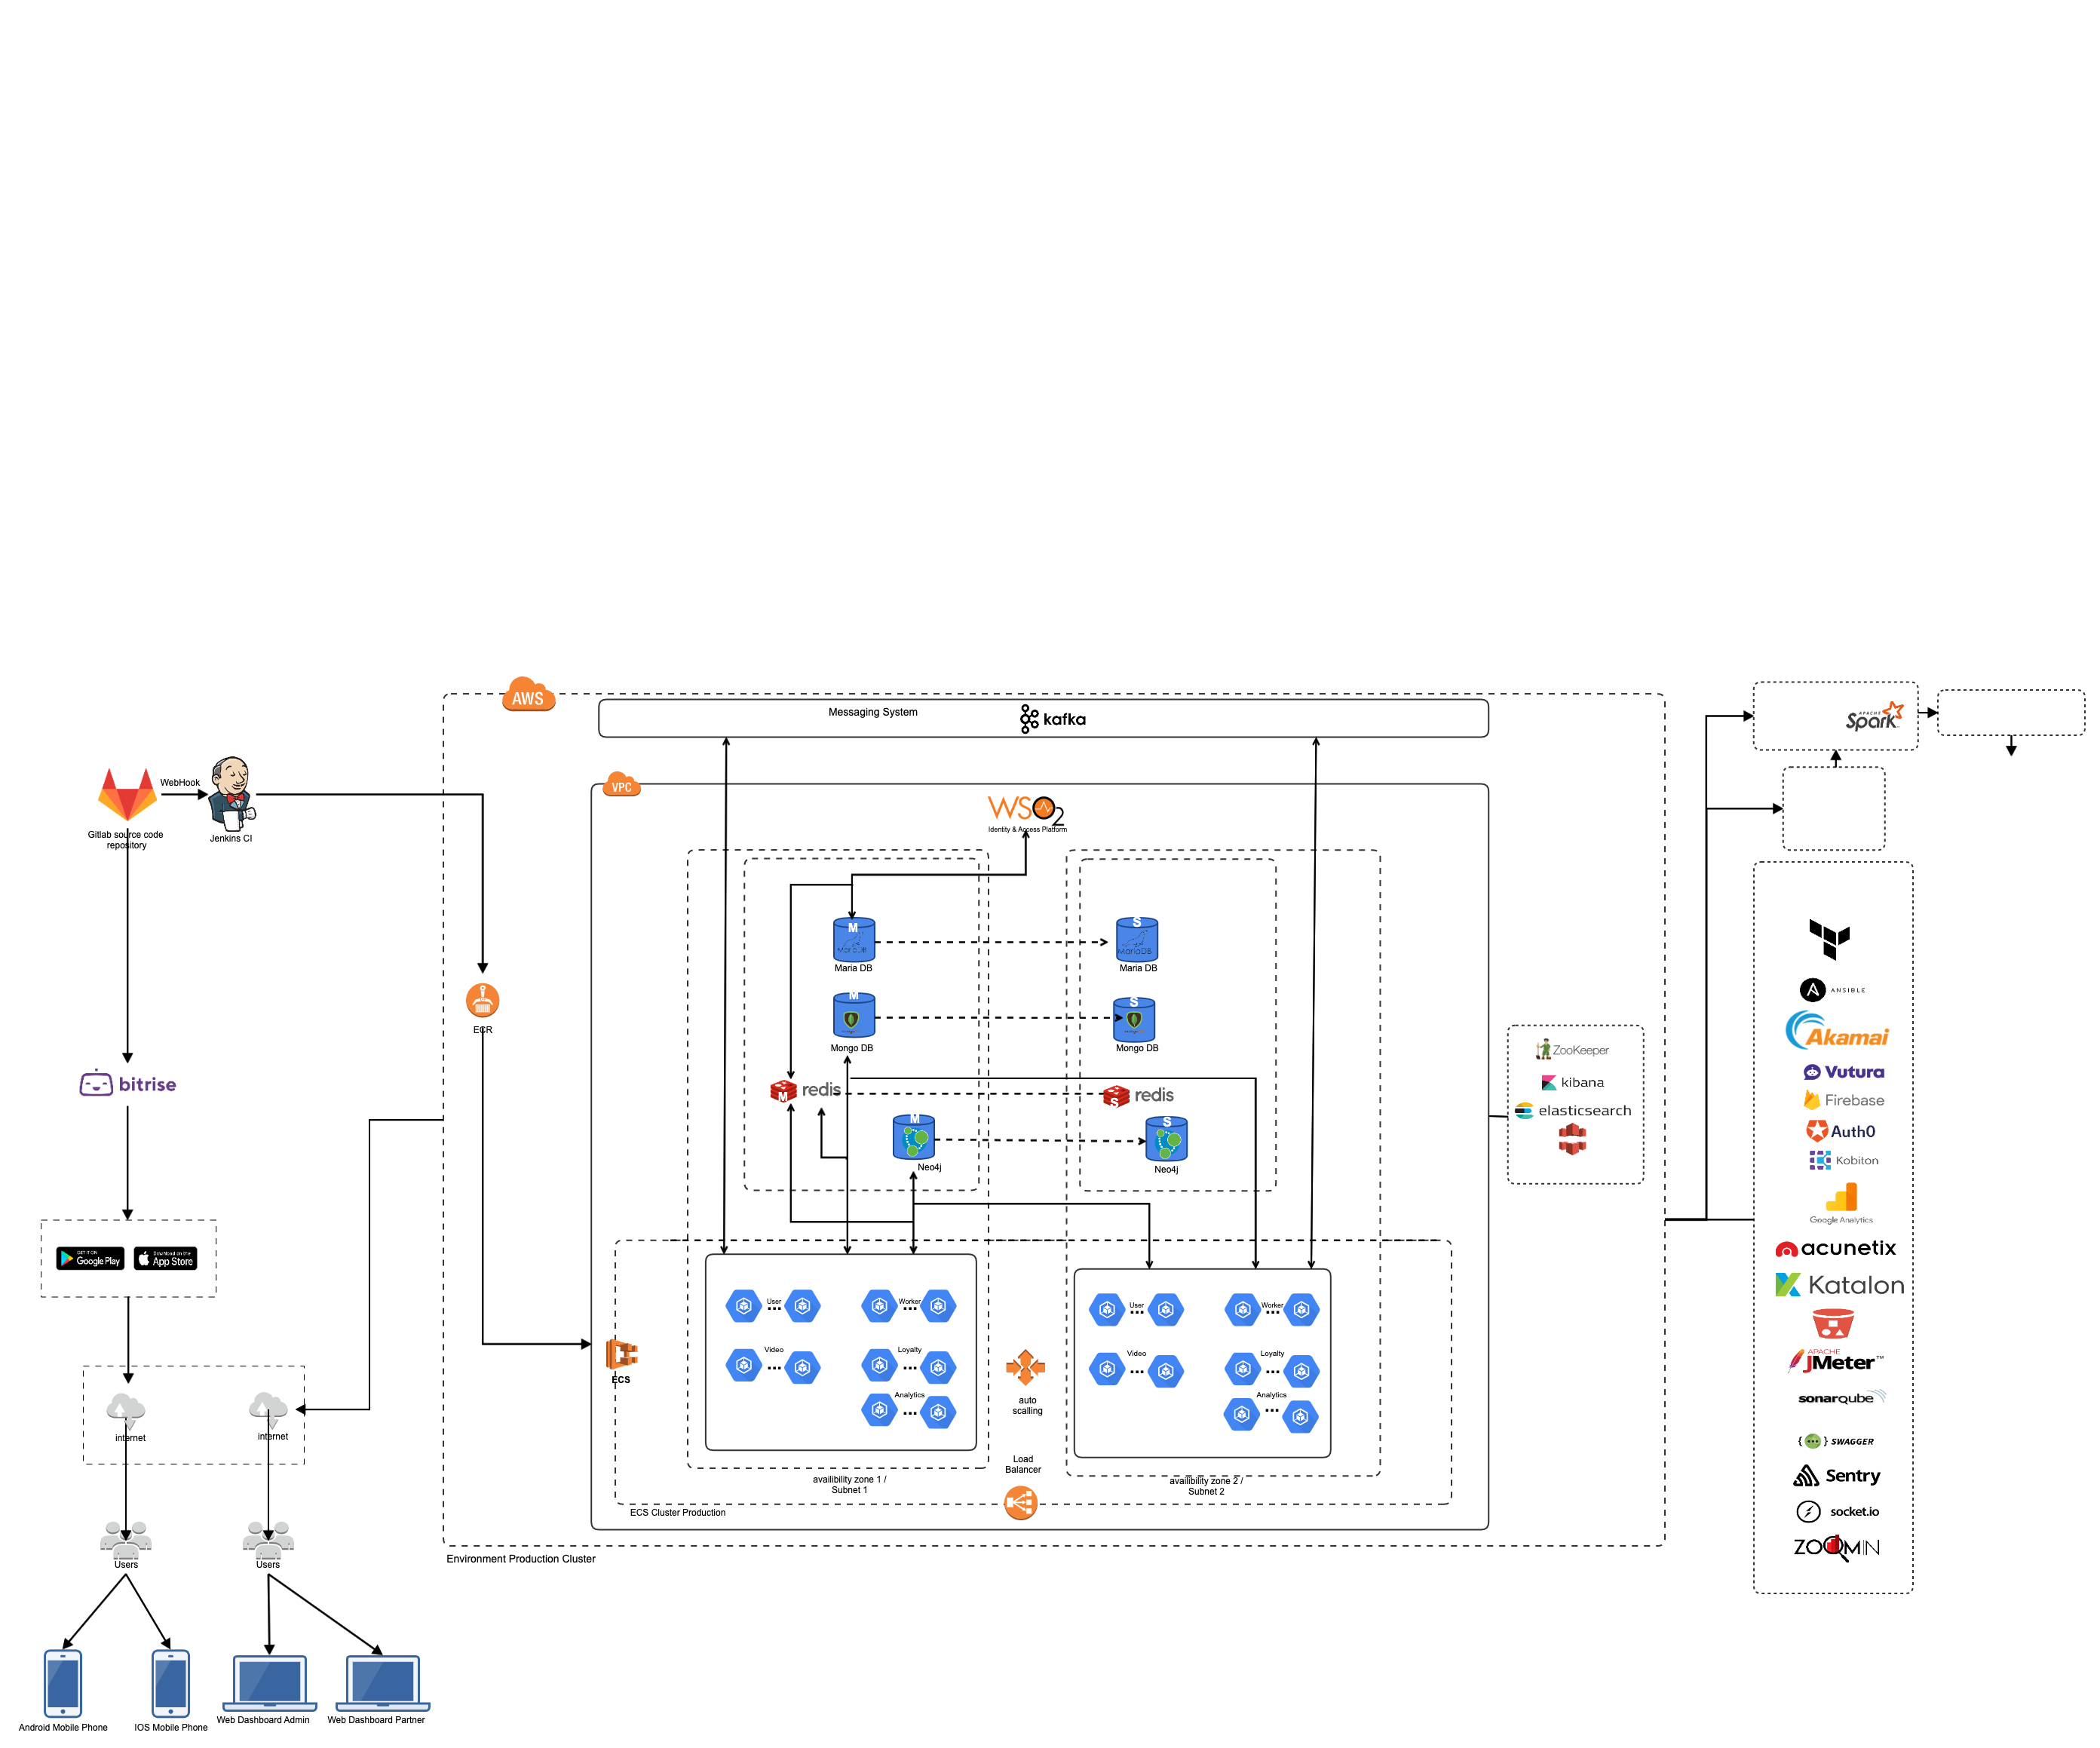 AWS
Messaging System
kafka
APACHE
Spark
VPC
WSO2
Identity & Access Platform
WebHook
Gitlab source code
repository
Jenkins CI
M
MariaDB
Maria DB
S
MariaDB
Maria DB
M
Mongo DB
S
Mongo DB
ECR
bitrise
M
redis
S
redis
M
Neo4j
S
Neo4j
ZooKeeper
kibana
elasticsearch
ANSIBLE
Akamai
Vutura
Firebase
Auth0
Kobiton
Google Analytics
acunetix
Katalon
APACHE
JMeter™
sonarqube
{...} SWAGGER
Sentry
socket.io
ZOOMIN
GET IT ON
Google Play
Download on the
App Store
User
Worker
Video
Loyalty
Analytics
User
Worker
Video
Loyalty
Analytics
ECS
auto
scalling
Load
Balancer
availibility zone 1 /
Subnet 1
availibility zone 2 /
Subnet 2
ECS Cluster Production
Environment Production Cluster
internet
internet
Users
Users
Android Mobile Phone
IOS Mobile Phone
Web Dashboard Admin
Web Dashboard Partner